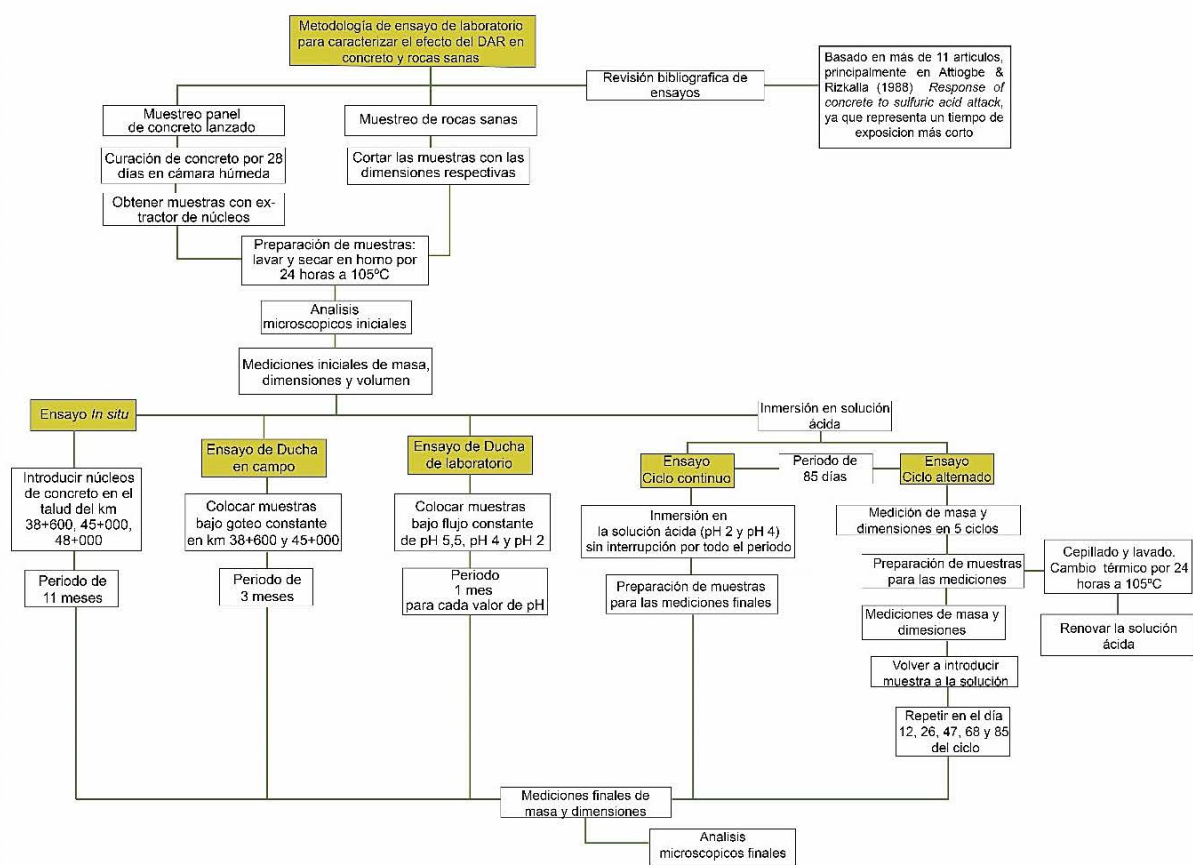 Metodología de ensayo de laboratorio
para caracterizar el efecto del DAR en
concreto y rocas sanas
Revisión bibliografica de
ensayos
Basado en más de 11 artículos,
principalmente en Attiogbe &
Rizkalla (1988) Response of
concrete to sulfuric acid attack,
ya que representa un tiempo de
exposicion más corto
Muestreo panel
de concreto lanzado
Muestreo de rocas sanas
Curación de concreto por 28
días en cámara húmeda
Cortar las muestras con las
dimensiones respectivas
Obtener muestras con ex-
tractor de núcleos
Preparación de muestras:
lavar y secar en horno por
24 horas a 105ºC
Analisis
microscopicos iniciales
Mediciones iniciales de masa,
dimensiones y volumen
Ensayo In situ
Inmersión en solución
ácida
Ensayo de Ducha
en campo
Ensayo de Ducha
de laboratorio
Ensayo
Ciclo continuo
Periodo de
85 días
Ensayo
Ciclo alternado
Introducir núcleos
de concreto en el
talud del km
38+600, 45+000,
48+000
Colocar muestras
bajo goteo constante
en km 38+600 y 45+000
Colocar muestras
bajo flujo constante
de pH 5,5, pH 4 y pH 2
Inmersión en
la solución ácida (pH 2 y pH 4)
sin interrupción por todo el periodo
Medición de masa y
dimensiones en 5 ciclos
Periodo de
11 meses
Periodo de
3 meses
Periodo
1 mes
para cada valor de pH
Preparación de muestras
para las mediciones finales
Preparación de muestras
para las mediciones
Cepillado y lavado.
Cambio térmico por 24
horas a 105ºC
Mediciones de masa y
dimesiones
Renovar la solución
ácida
Volver a introducir
muestra a la solución
Repetir en el día
12, 26, 47, 68 y 85
del ciclo
Mediciones finales de
masa y dimensiones
Analisis
microscopicos finales